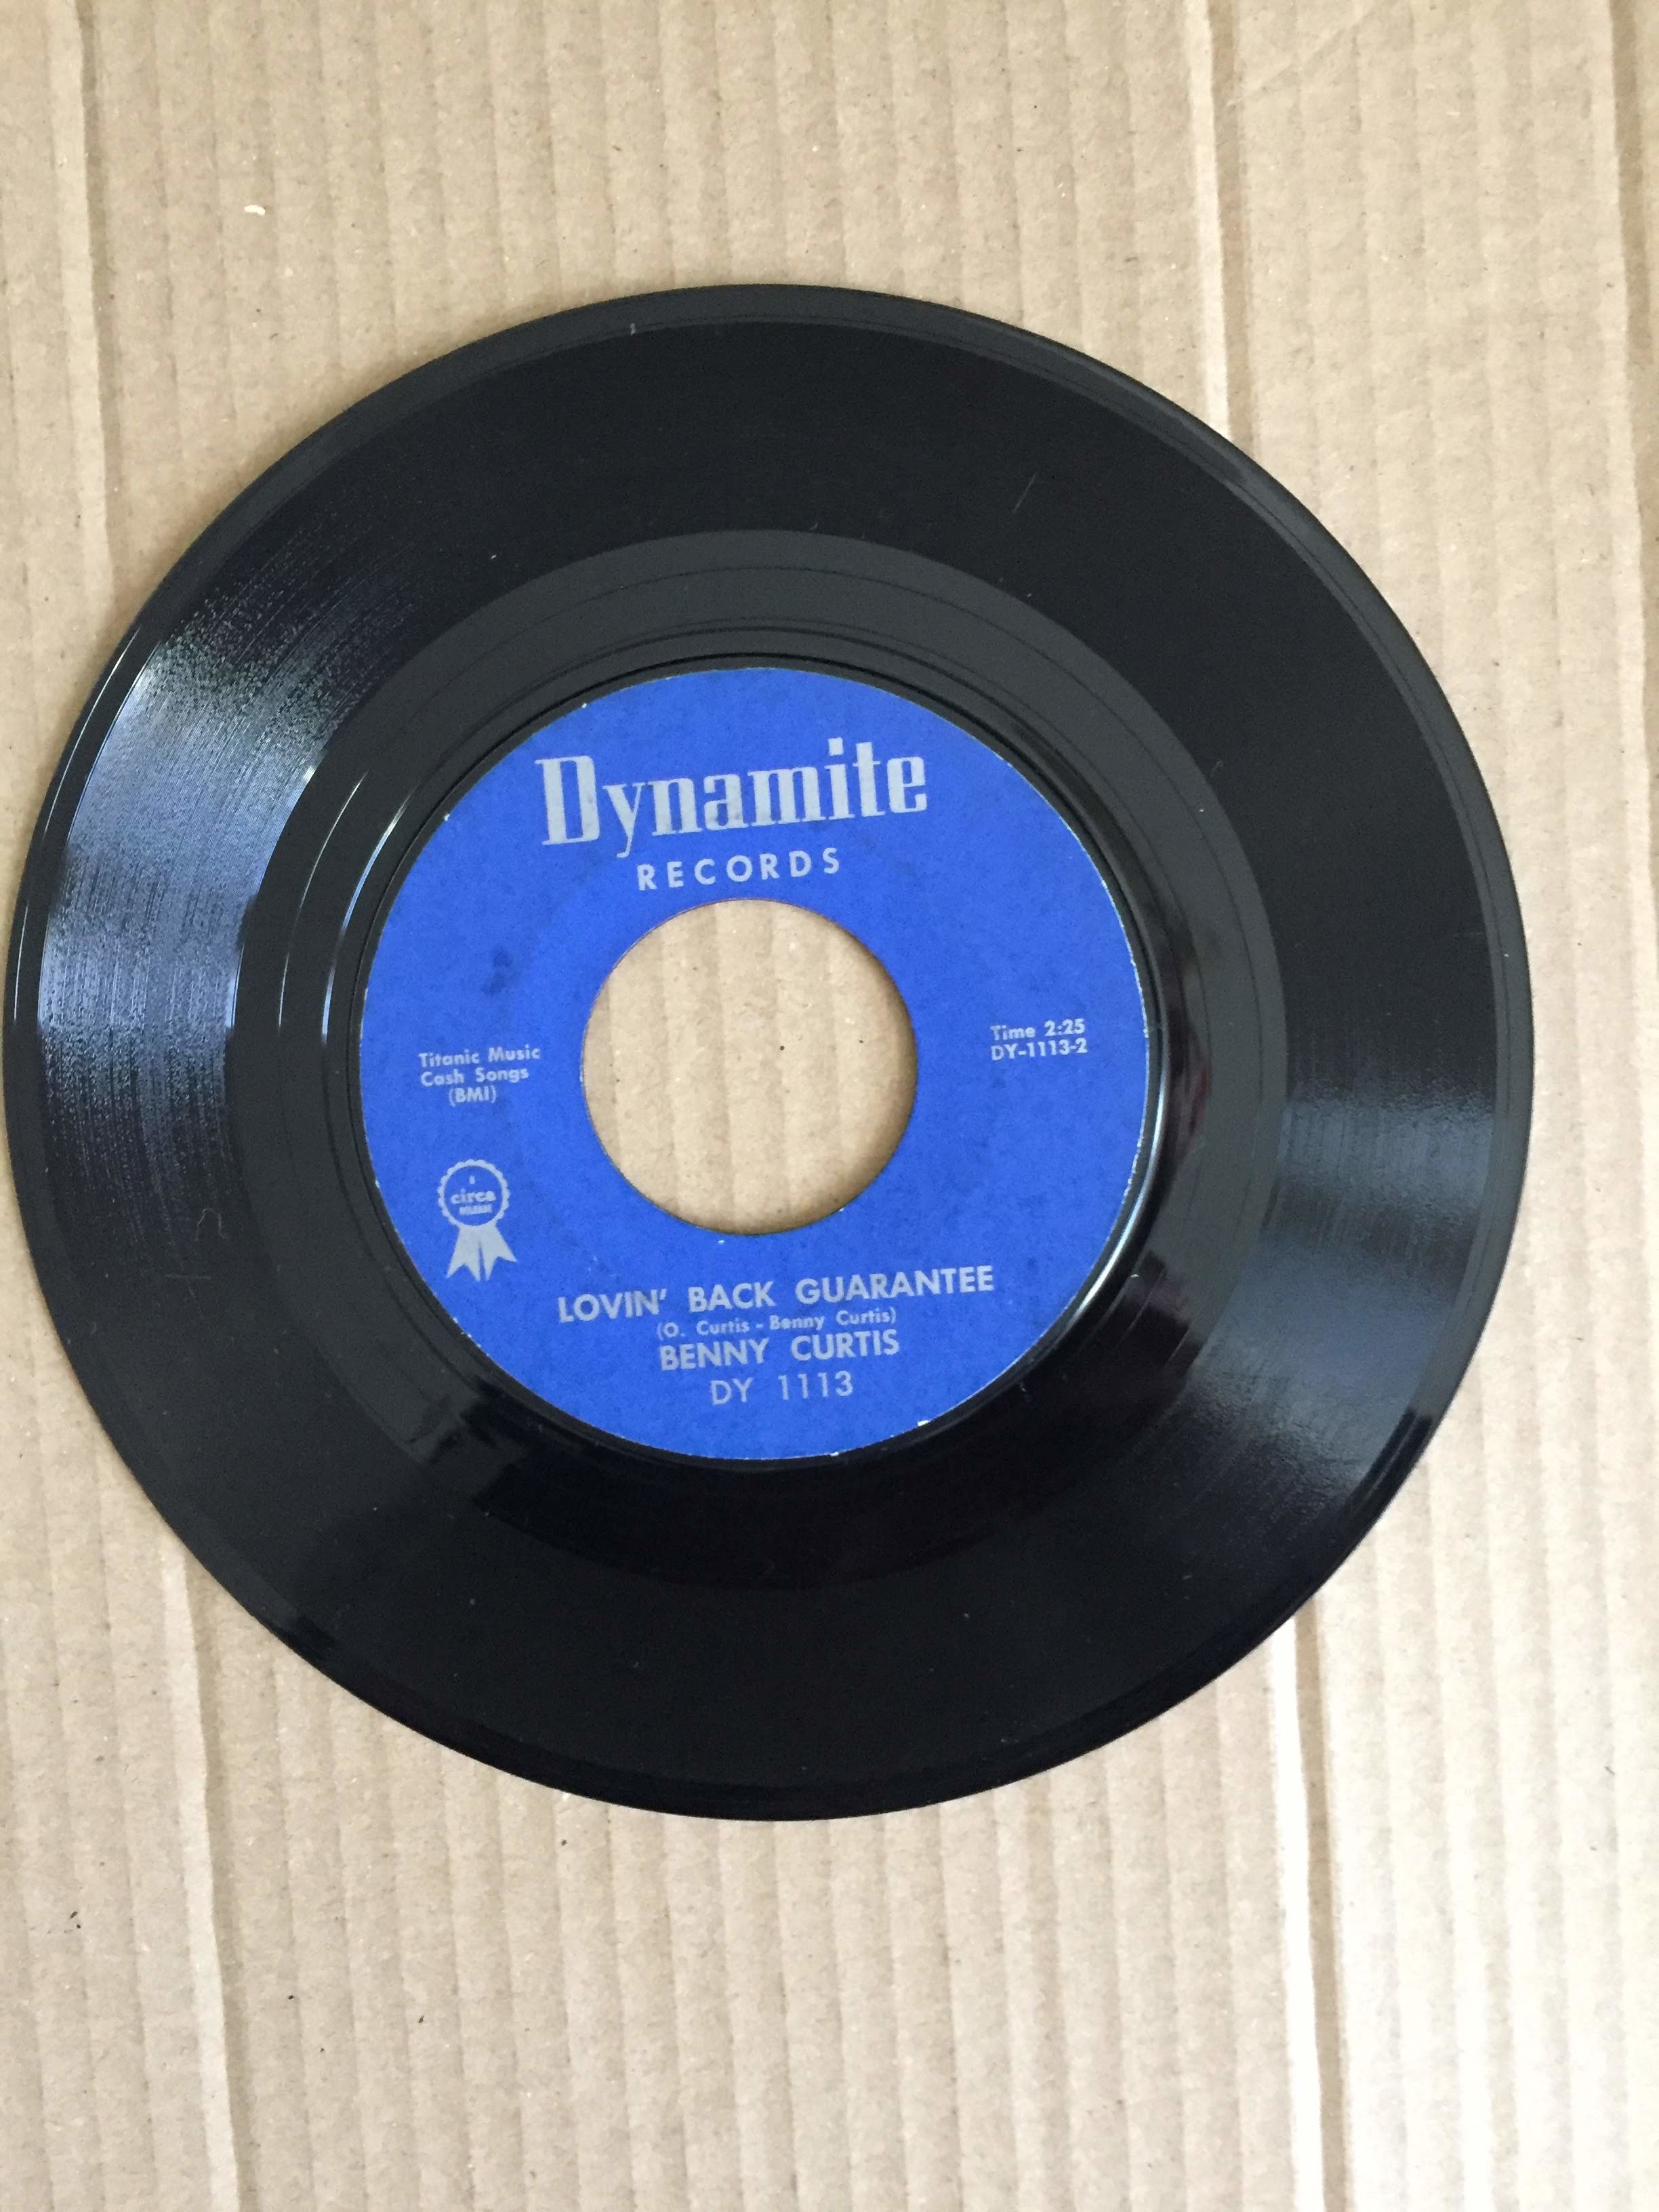 Dynamite
RECORDS
Time 2:25
DY-1113-2
Titanic Music
Cash Songs
(BMI)
A
circa
RELEASE
LOVIN' BACK GUARANTEE
(O. Curtis - Benny Curtis)
BENNY CURTIS
DY 1113